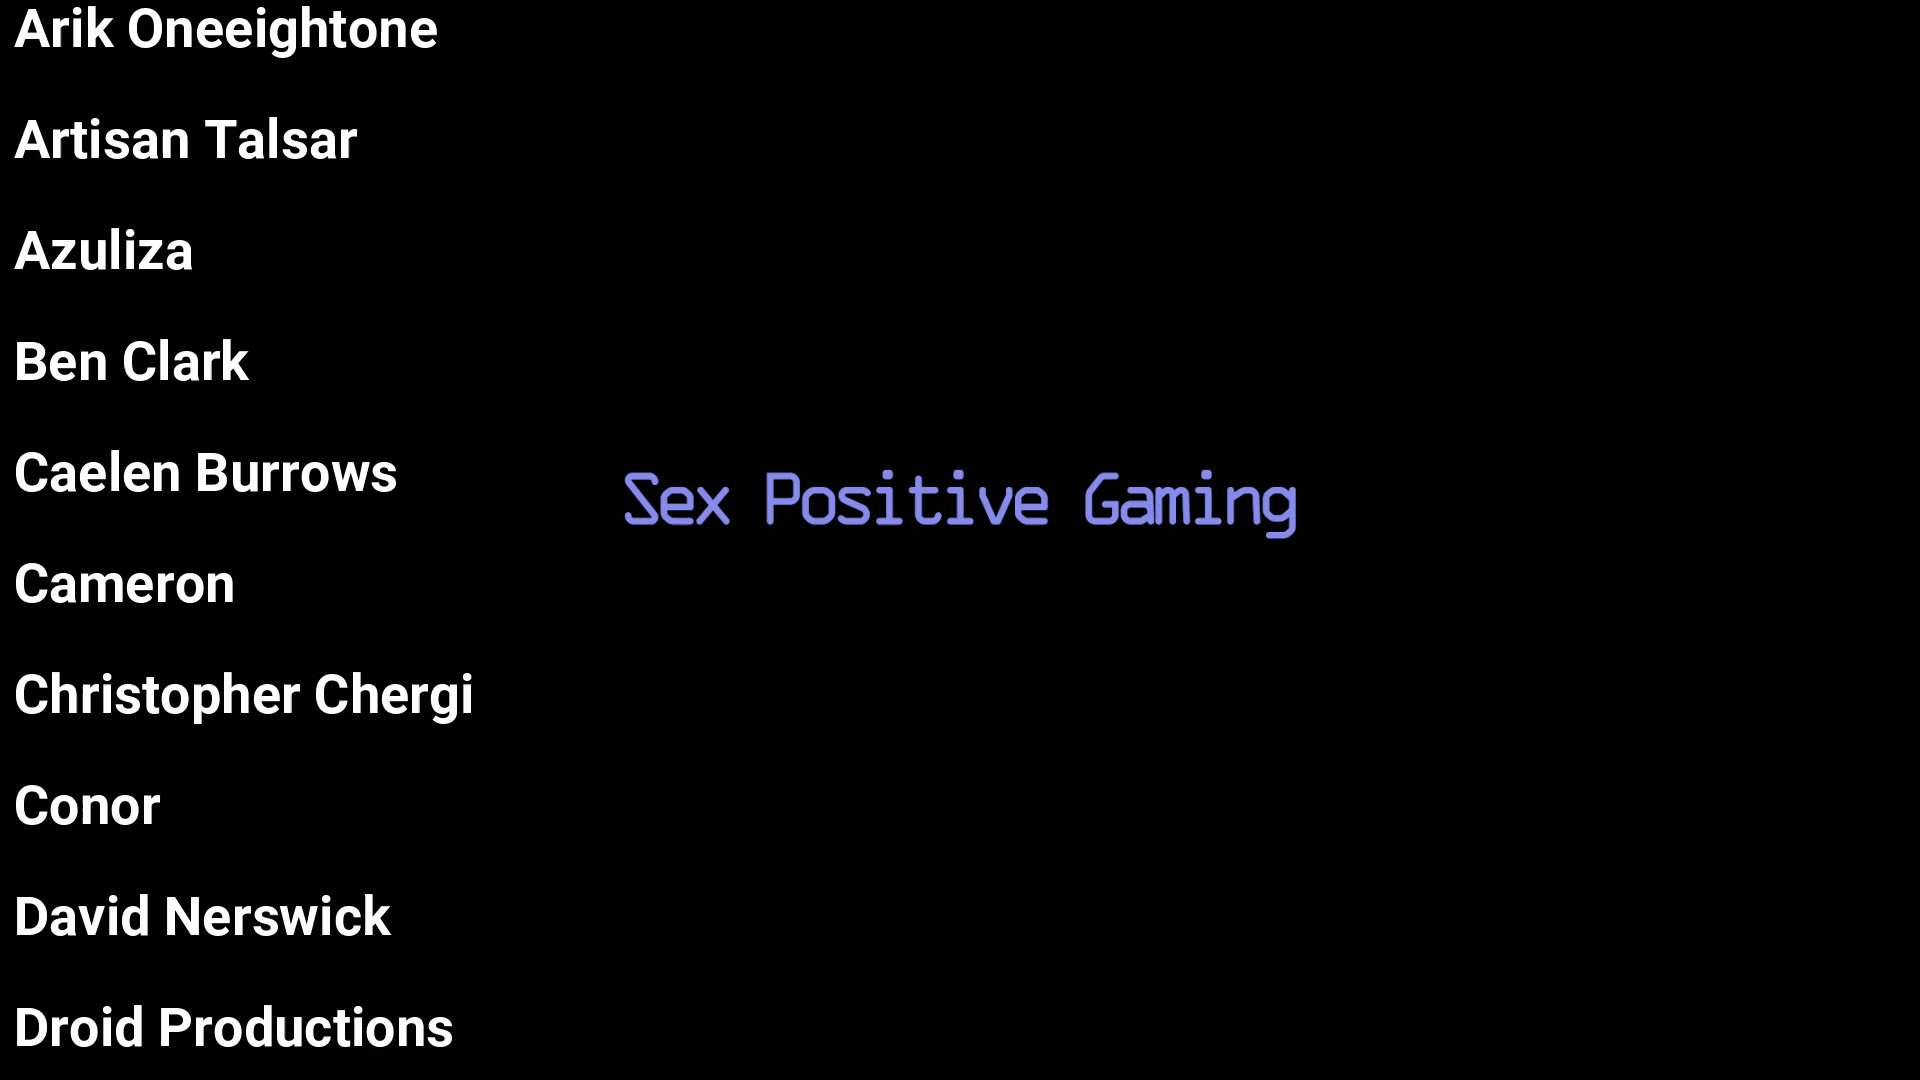 Arik Oneeightone
Artisan Talsar
Azuliza
Ben Clark
Caelen Burrows
Sex Positive Gaming
Cameron
Christopher Chergi
Conor
David Nerswick
Droid Productions